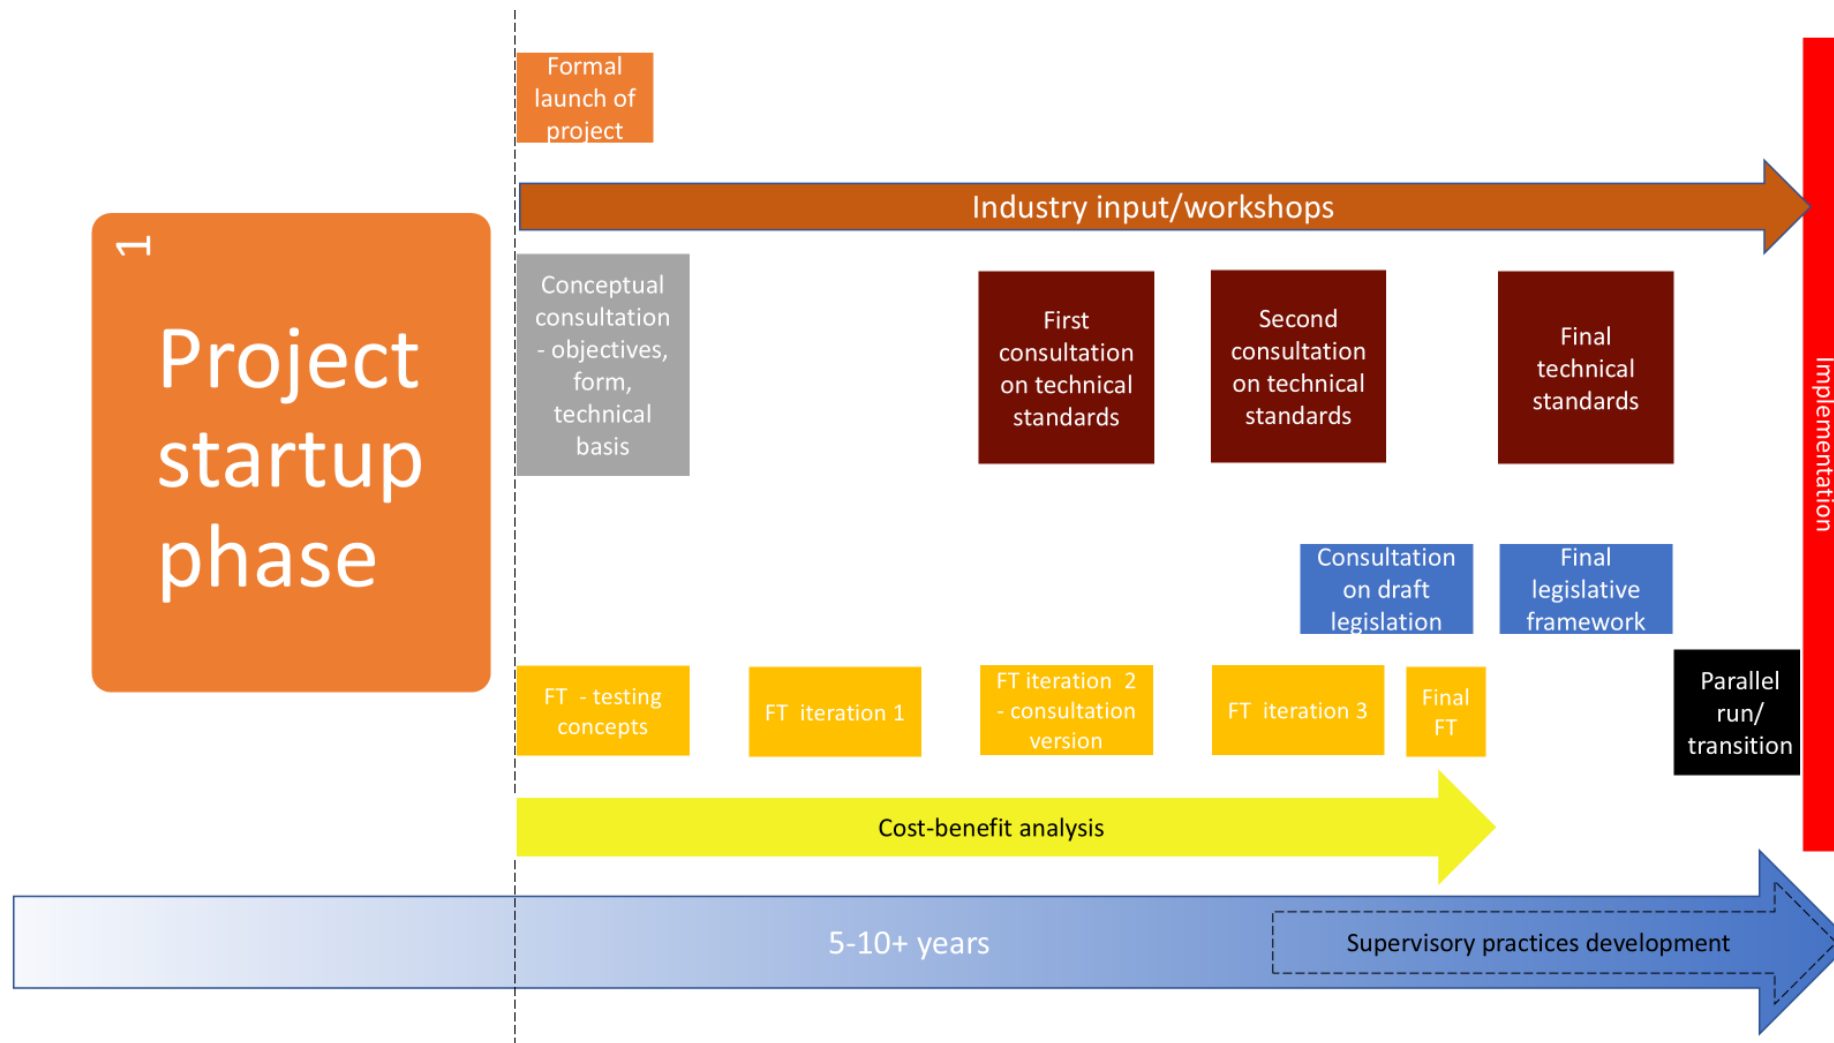 Formal
launch of
project
Industry input/workshops
1
Project
startup
phase
Conceptual
consultation
- objectives,
form,
technical
basis
First
consultation
on technical
standards
Second
consultation
on technical
standards
Final
technical
standards
Implementation
Consultation
on draft
legislation
Final
legislative
framework
FT - testing
concepts
FT iteration 1
FT iteration 2
- consultation
version
FT iteration 3
Final
FT
Parallel
run/
transition
Cost-benefit analysis
5-10+ years
Supervisory practices development